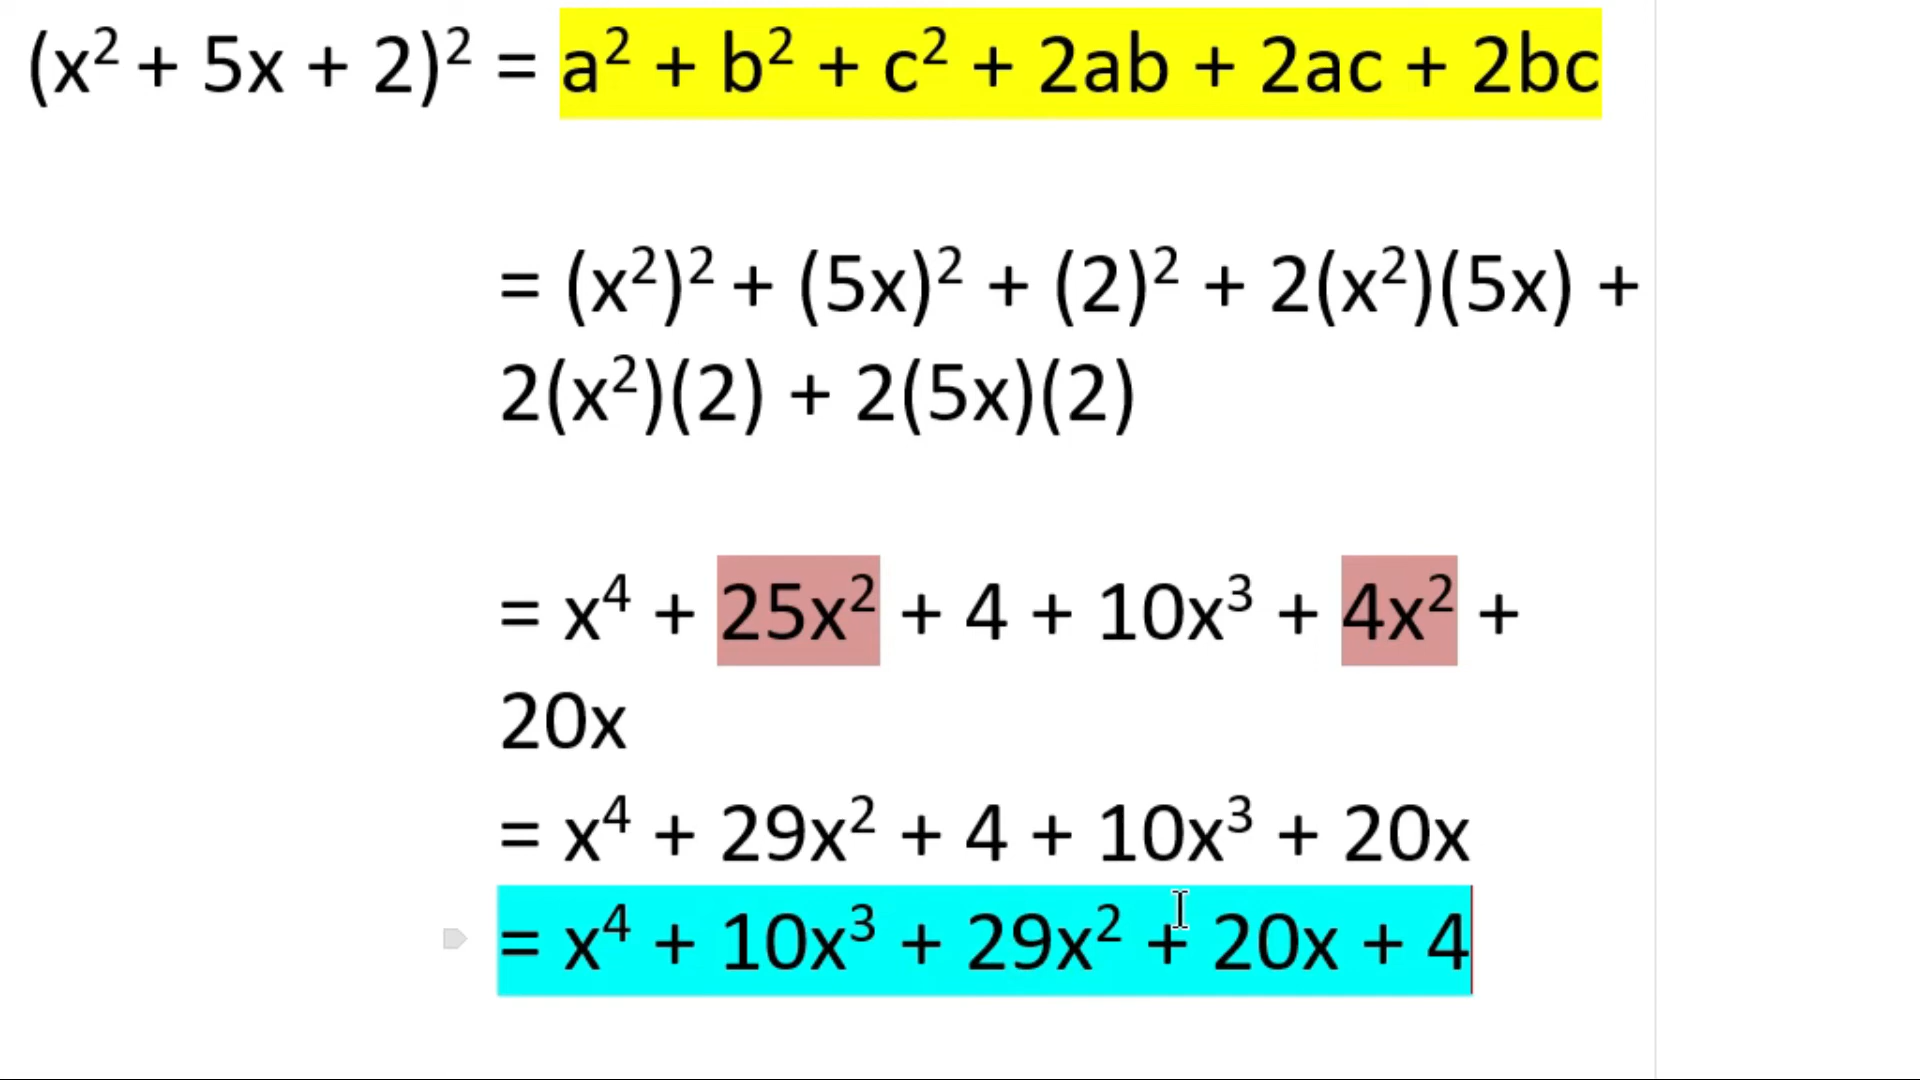 (x² + 5x + 2)² = a² + b² + c² + 2ab + 2ac + 2bc
= (x²)² + (5x)² + (2)² + 2(x²)(5x) +
2(x²)(2) + 2(5x)(2)
= x⁴ + 25x² + 4 + 10x³ + 4x² +
20x
= x⁴ + 29x² + 4 + 10x³ + 20x
= x⁴ + 10x³ + 29x² + 20x + 4